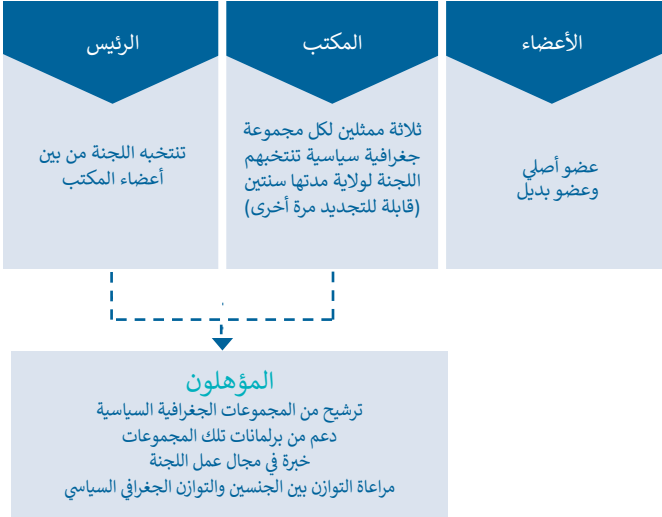 الأعضاء
عضو أصلي
وعضو بديل
المكتب
ثلاثة ممثلين لكل مجموعة
جغرافية سياسية تنتخبهم
اللجنة لولاية مدتها سنتين
(قابلة للتجديد مرة أخرى)
الرئيس
تنتخبه اللجنة من بين
أعضاء المكتب
المؤهلون
ترشيح من المجموعات الجغرافية السياسية
دعم من برلمانات تلك المجموعات
خبرة في مجال عمل اللجنة
مراعاة التوازن بين الجنسين والتوازن الجغرافي السياسي